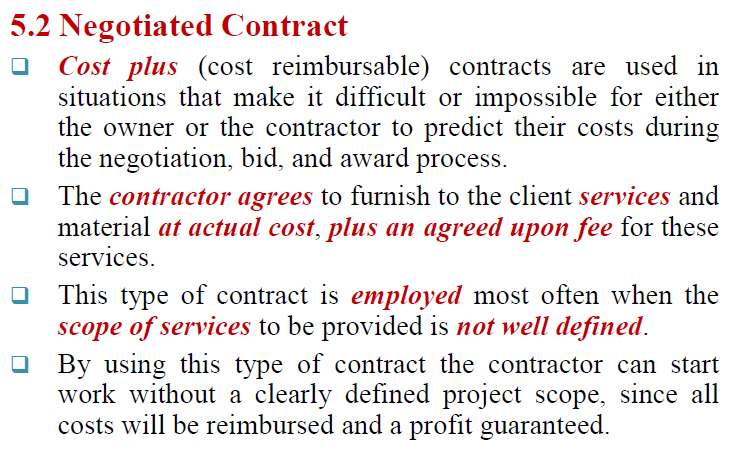 5.2 Negotiated Contract
Cost plus (cost reimbursable) contracts are used in
situations that make it difficult or impossible for either
the owner or the contractor to predict their costs during
the negotiation, bid, and award process.
The contractor agrees to furnish to the client services and
material at actual cost, plus an agreed upon fee for these
services.
This type of contract is employed most often when the
scope of services to be provided is not well defined.
By using this type of contract the contractor can start
work without a clearly defined project scope, since all
costs will be reimbursed and a profit guaranteed.